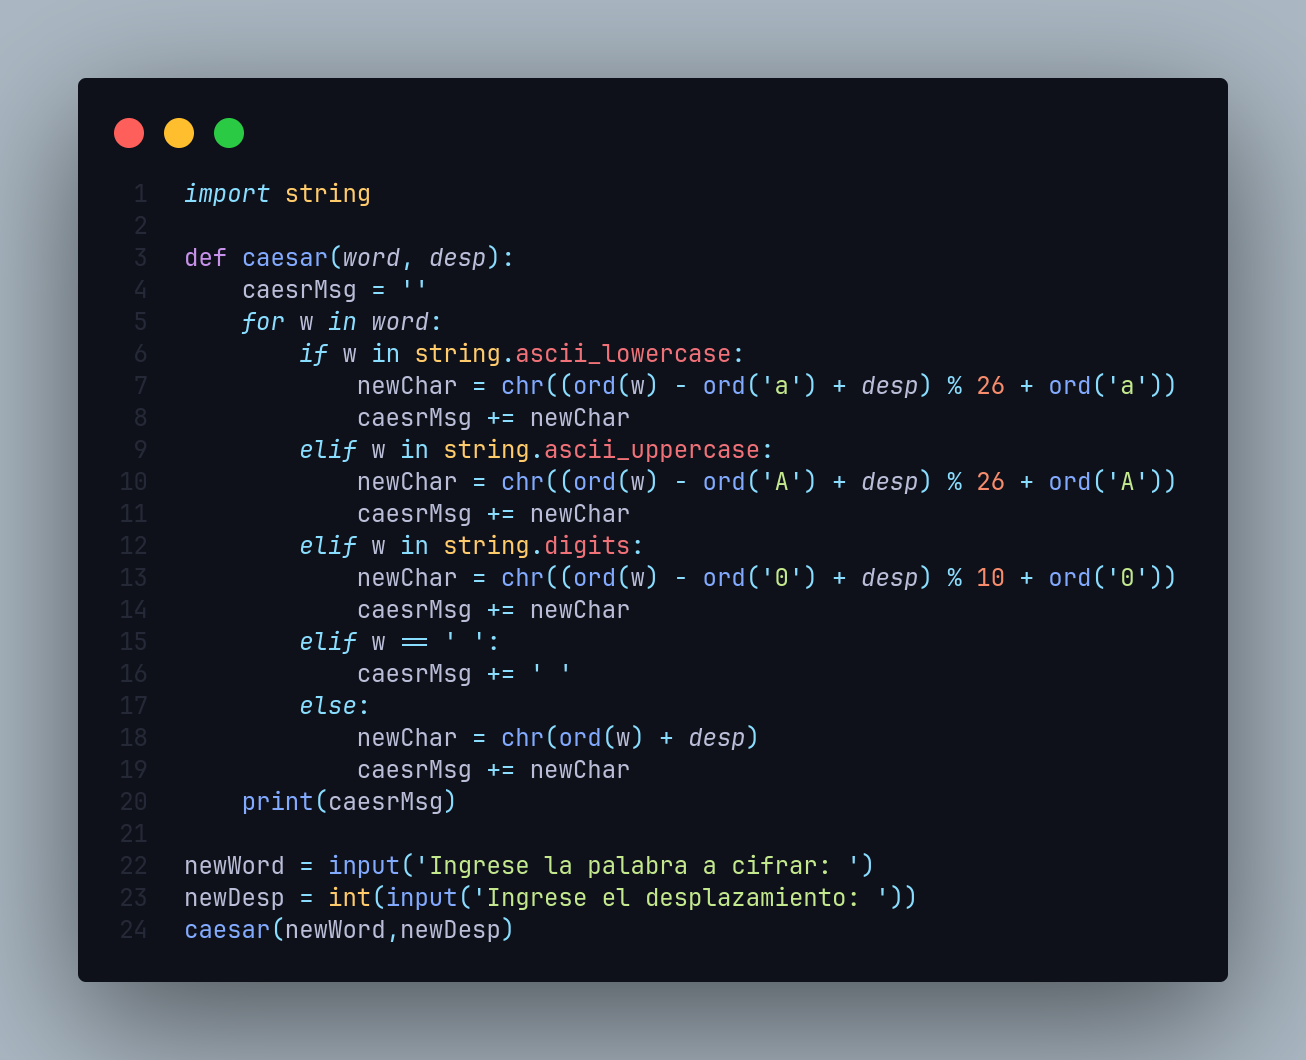 1 import string
2
3 def caesar(word, desp):
4     caesrMsg = ''
5     for w in word:
6         if w in string.ascii_lowercase:
7             newChar = chr((ord(w) - ord('a') + desp) % 26 + ord('a'))
8             caesrMsg += newChar
9         elif w in string.ascii_uppercase:
10             newChar = chr((ord(w) - ord('A') + desp) % 26 + ord('A'))
11             caesrMsg += newChar
12         elif w in string.digits:
13             newChar = chr((ord(w) - ord('0') + desp) % 10 + ord('0'))
14             caesrMsg += newChar
15         elif w == ' ':
16             caesrMsg += ' '
17         else:
18             newChar = chr(ord(w) + desp)
19             caesrMsg += newChar
20     print(caesrMsg)
21
22 newWord = input('Ingrese la palabra a cifrar: ')
23 newDesp = int(input('Ingrese el desplazamiento: '))
24 caesar(newWord,newDesp)